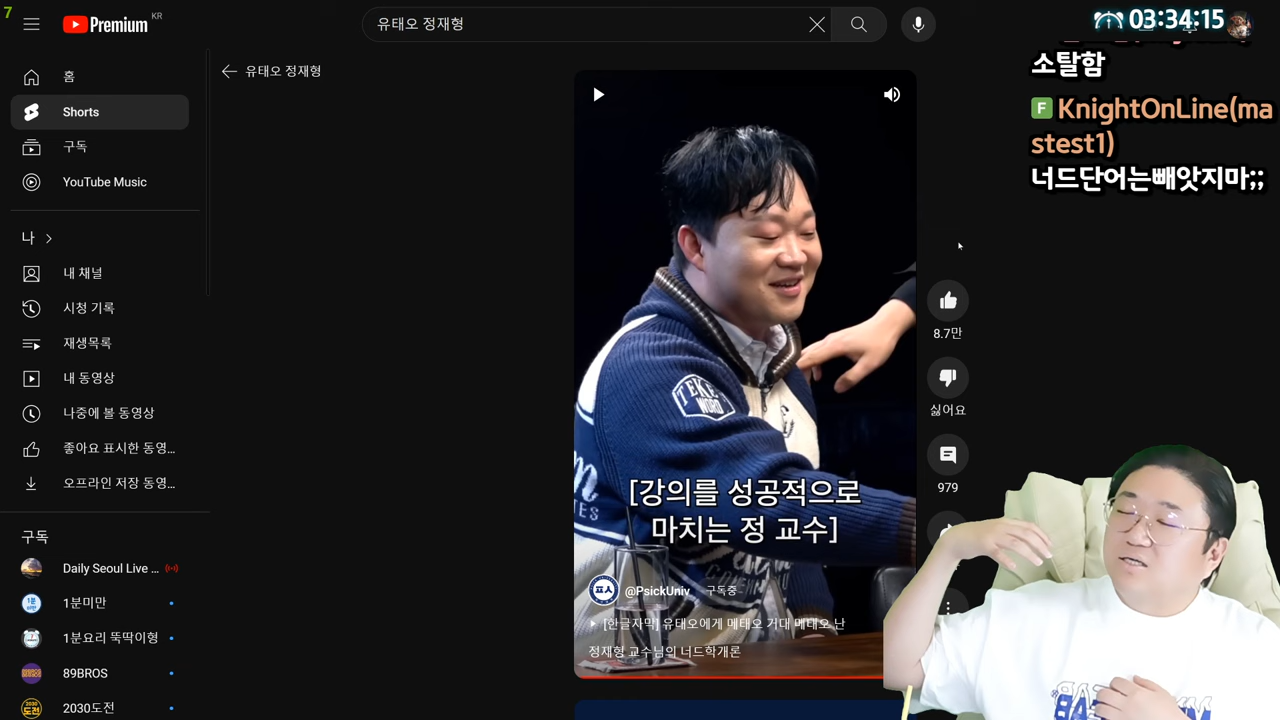 7
Premium KR
유태오 정재형
03:34:15
소탈함
F KnightOnLine(ma
stest1)
너드단어는빼앗지마;;
홈
Shorts
구독
YouTube Music
나
내 채널
시청 기록
재생목록
내 동영상
나중에 볼 동영상
좋아요 표시한 동영...
오프라인 저장 동영...
구독
Daily Seoul Live ...
1분미만
1분요리 뚝딱이형
89BROS
2030도전
유태오 정재형
TEKE
WORD
[강의를 성공적으로
마치는 정 교수]
피식
@PsickUniv 구독중
[한글자막] 유태오에게 메태오 거대 메태오 난
정재형 교수님의 너드학개론
8.7만
싫어요
979